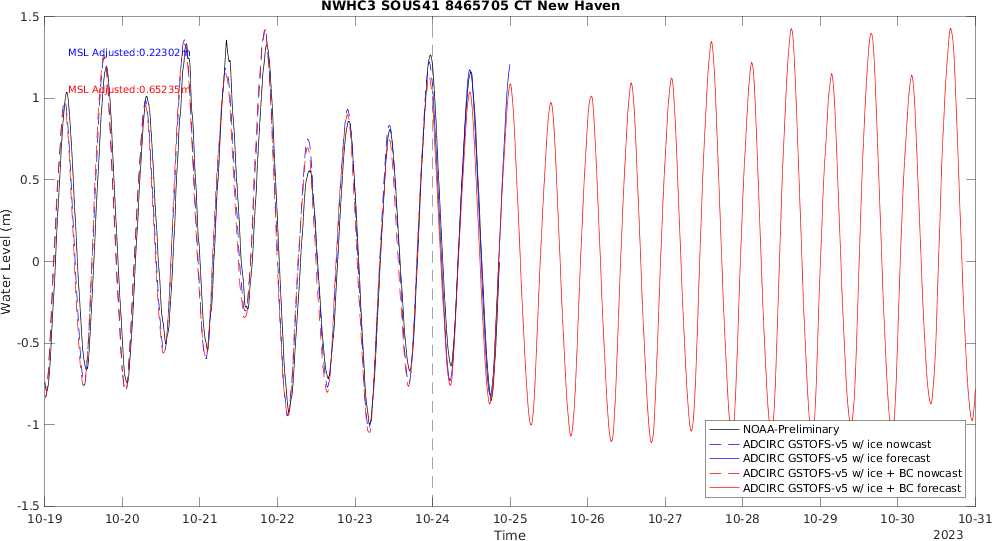 NWHC3 SOUS41 8465705 CT New Haven
MSL Adjusted:0.22302m
MSL Adjusted:0.65235m
1.5
1
0.5
0
-0.5
-1
-1.5
Water Level (m)
NOAA-Preliminary
ADCIRC GSTOFS-v5 w/ ice nowcast
ADCIRC GSTOFS-v5 w/ ice forecast
ADCIRC GSTOFS-v5 w/ ice + BC nowcast
ADCIRC GSTOFS-v5 w/ ice + BC forecast
10-19 10-20 10-21 10-22 10-23 10-24 10-25 10-26 10-27 10-28 10-29 10-30 10-31
Time
2023